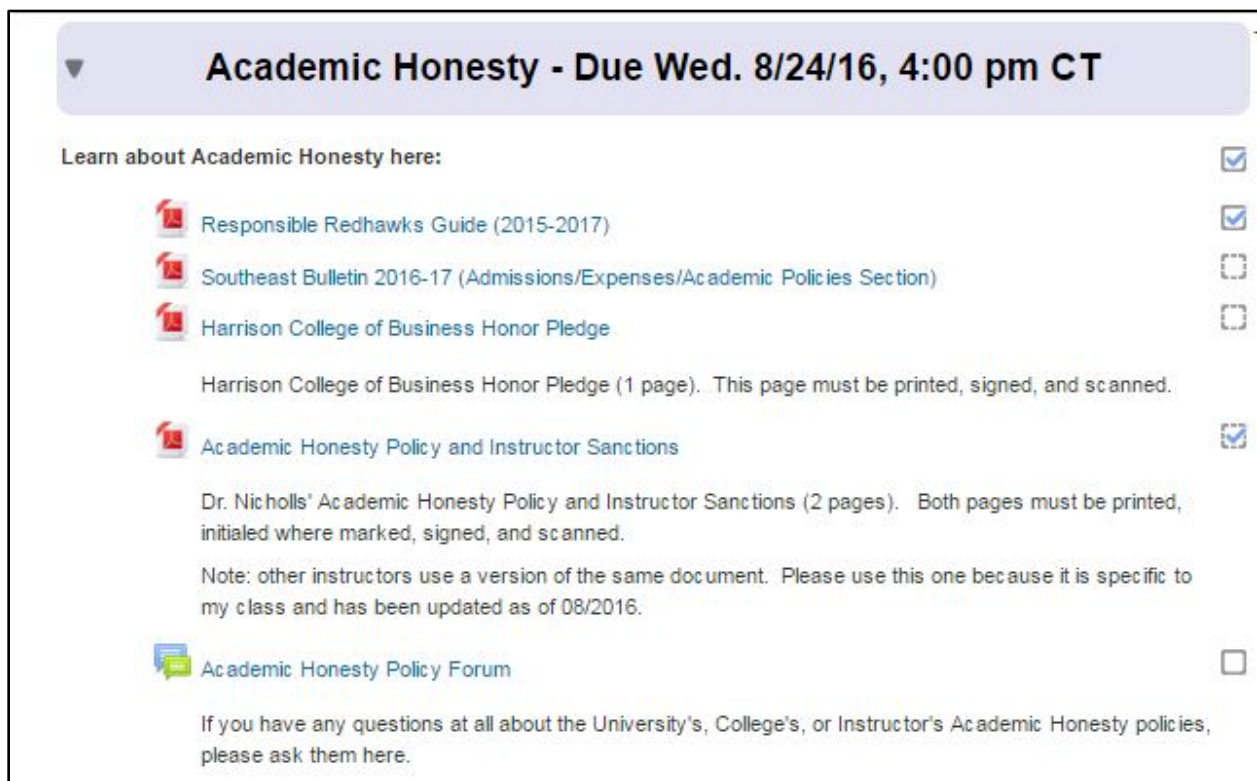 Academic Honesty - Due Wed. 8/24/16, 4:00 pm CT
Learn about Academic Honesty here:
Responsible Redhawks Guide (2015-2017)
Southeast Bulletin 2016-17 (Admissions/Expenses/Academic Policies Section)
Harrison College of Business Honor Pledge
Harrison College of Business Honor Pledge (1 page). This page must be printed, signed, and scanned.
Academic Honesty Policy and Instructor Sanctions
Dr. Nicholls' Academic Honesty Policy and Instructor Sanctions (2 pages). Both pages must be printed,
initialed where marked, signed, and scanned.
Note: other instructors use a version of the same document. Please use this one because it is specific to
my class and has been updated as of 08/2016.
Academic Honesty Policy Forum
If you have any questions at all about the University's, College's, or Instructor's Academic Honesty policies,
please ask them here.